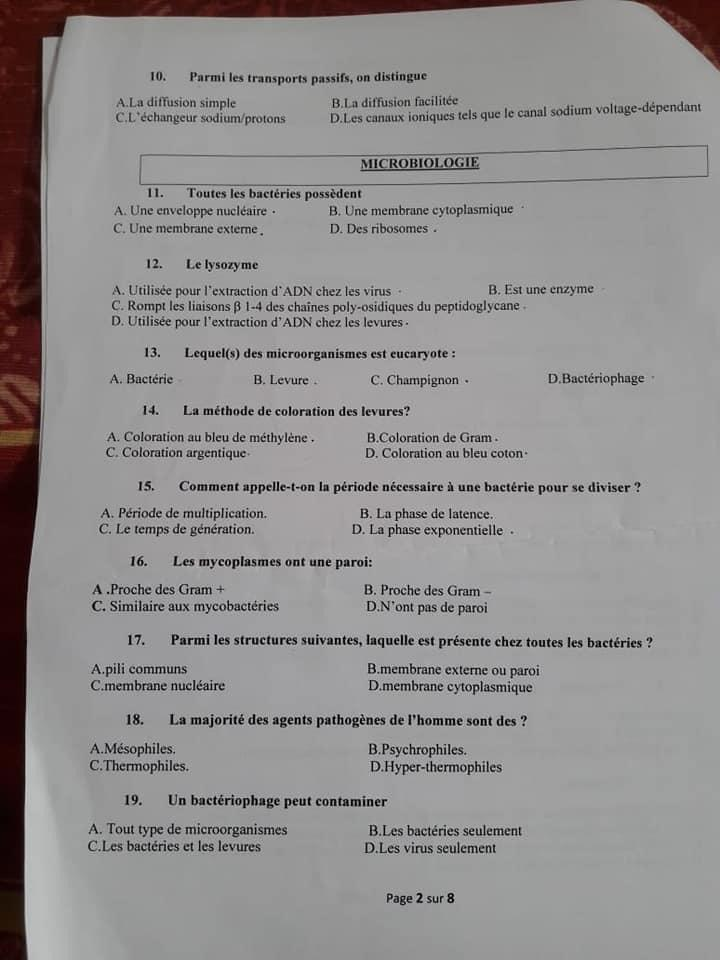 10. Parmi les transports passifs, on distingue
A.La diffusion simple B.La diffusion facilitée
C.L'échangeur sodium/protons D.Les canaux ioniques tels que le canal sodium voltage-dépendant
MICROBIOLOGIE
11. Toutes les bactéries possèdent
A. Une enveloppe nucléaire . B. Une membrane cytoplasmique .
C. Une membrane externe . D. Des ribosomes .
12. Le lysozyme
A. Utilisée pour l'extraction d'ADN chez les virus . B. Est une enzyme .
C. Rompt les liaisons β 1-4 des chaînes poly-osidiques du peptidoglycane .
D. Utilisée pour l'extraction d'ADN chez les levures .
13. Lequel(s) des microorganismes est eucaryote :
A. Bactérie . B. Levure . C. Champignon . D.Bactériophage .
14. La méthode de coloration des levures?
A. Coloration au bleu de méthylène . B.Coloration de Gram .
C. Coloration argentique. D. Coloration au bleu coton.
15. Comment appelle-t-on la période nécessaire à une bactérie pour se diviser ?
A. Période de multiplication. B. La phase de latence.
C. Le temps de génération. D. La phase exponentielle .
16. Les mycoplasmes ont une paroi:
A .Proche des Gram + B. Proche des Gram –
C. Similaire aux mycobactéries D.N'ont pas de paroi
17. Parmi les structures suivantes, laquelle est présente chez toutes les bactéries ?
A.pili communs B.membrane externe ou paroi
C.membrane nucléaire D.membrane cytoplasmique
18. La majorité des agents pathogènes de l'homme sont des ?
A.Mésophiles. B.Psychrophiles.
C.Thermophiles. D.Hyper-thermophiles
19. Un bactériophage peut contaminer
A. Tout type de microorganismes B.Les bactéries seulement
C.Les bactéries et les levures D.Les virus seulement
Page 2 sur 8